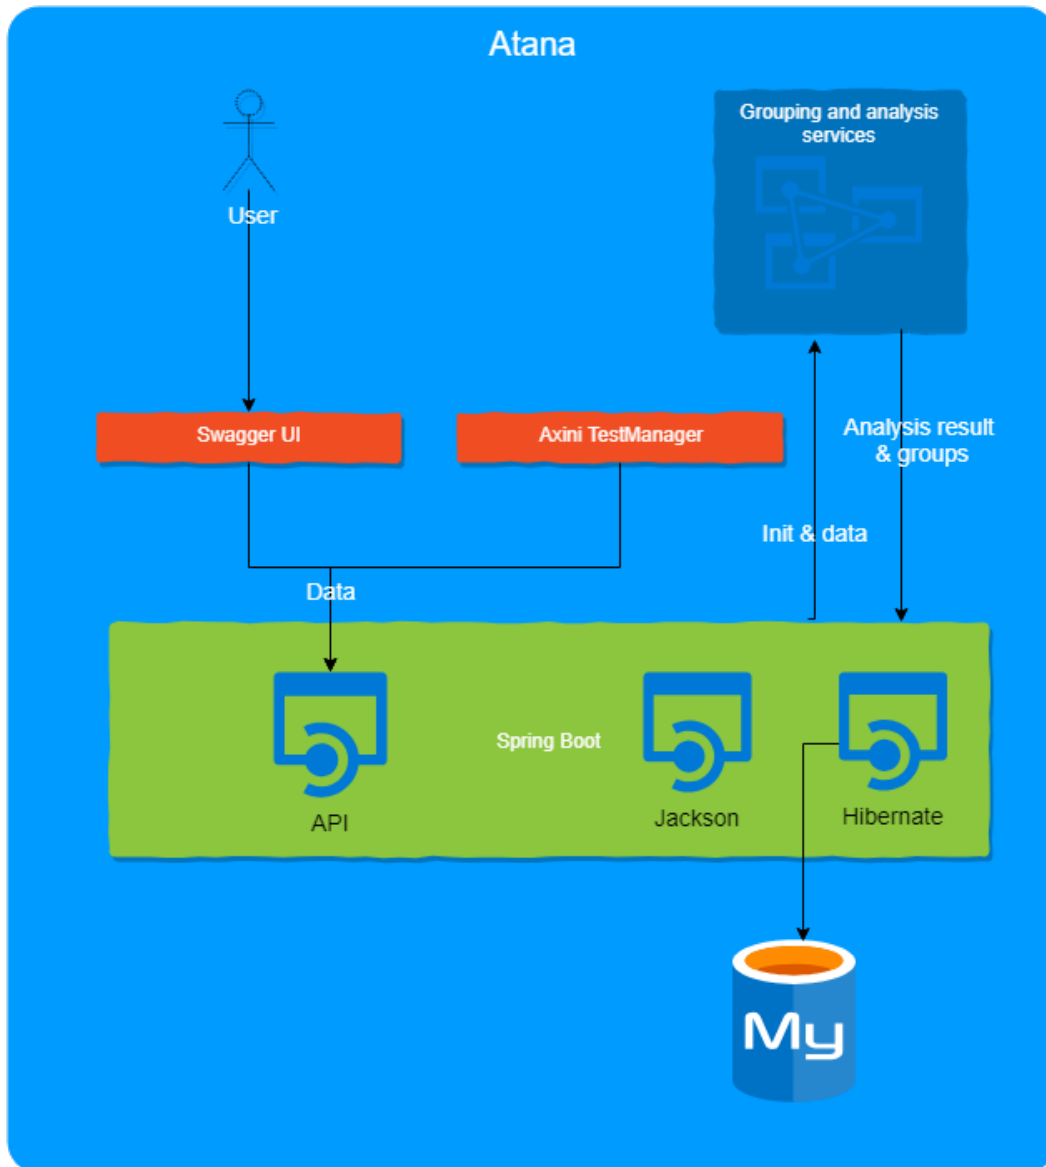 Atana
Grouping and analysis
services
User
Swagger UI
Axini TestManager
Analysis result
& groups
Init & data
Data
Spring Boot
API
Jackson
Hibernate
My